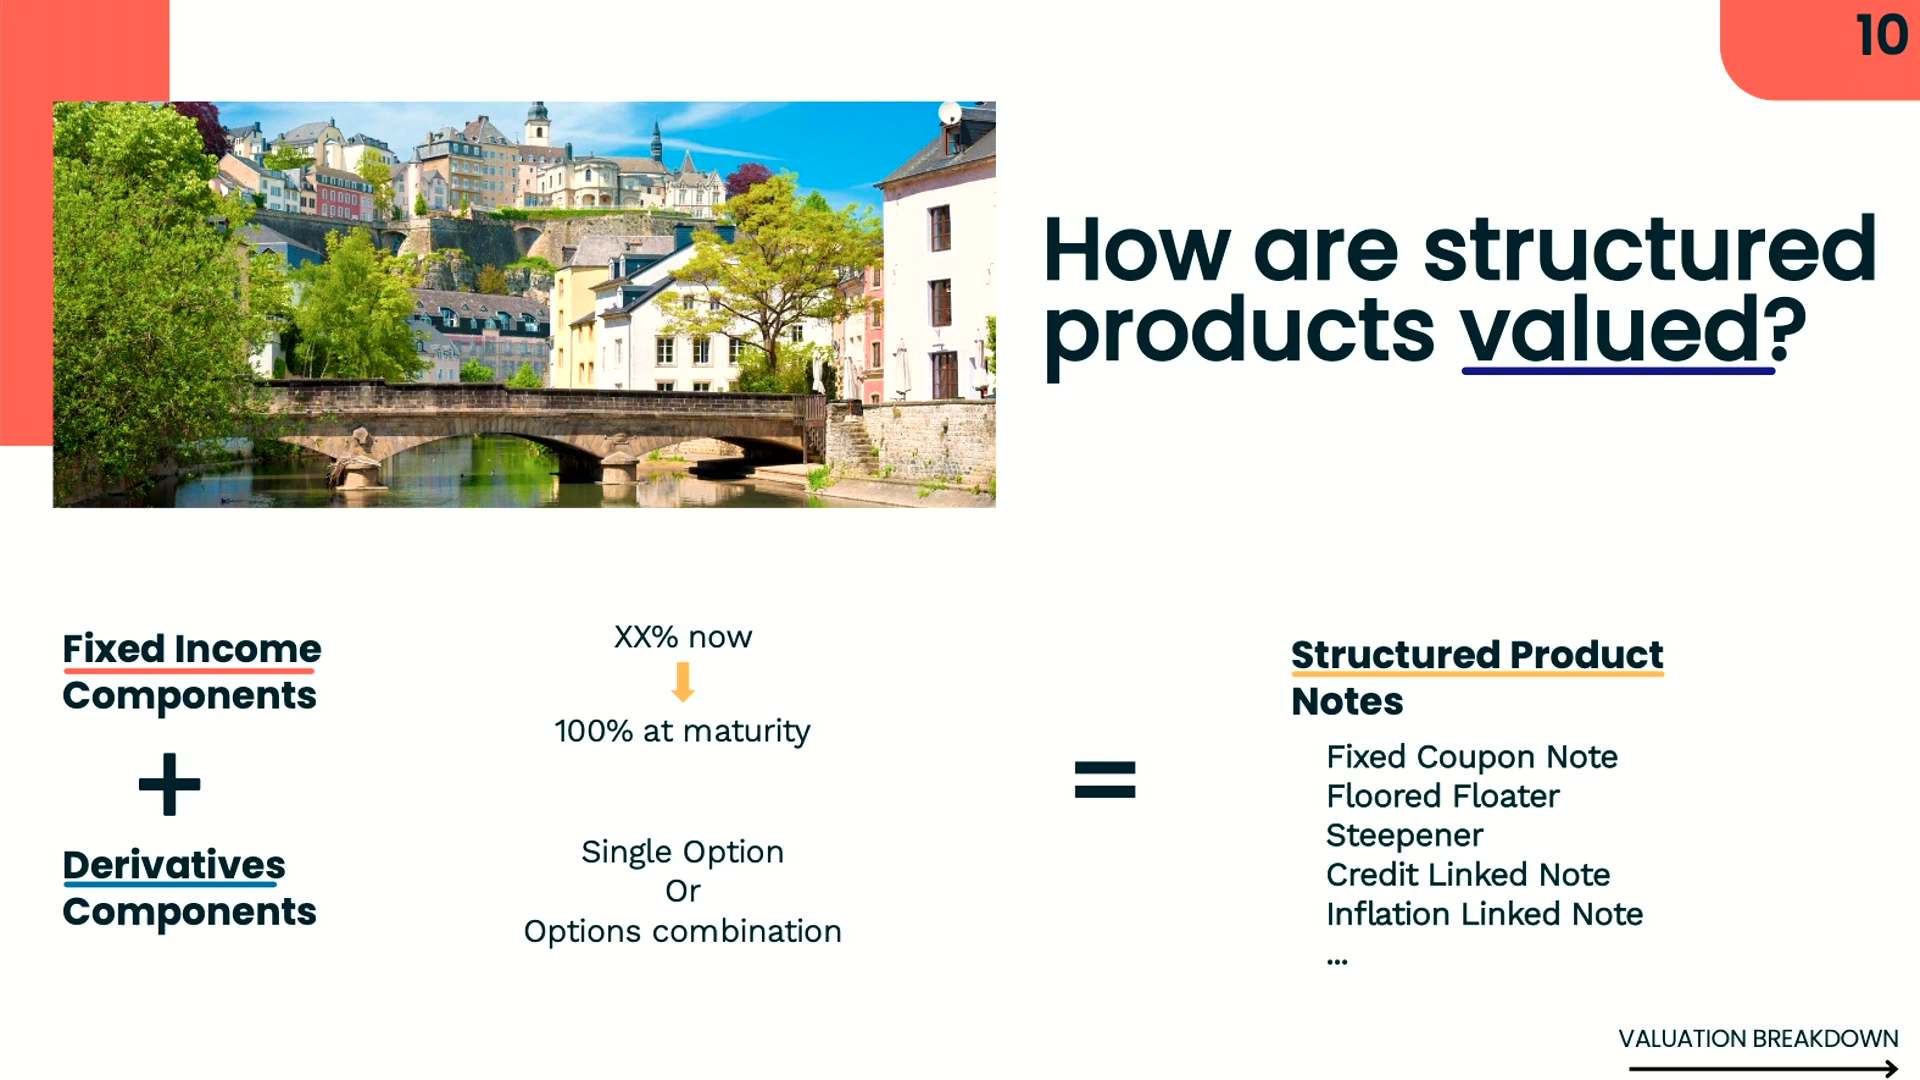 10
How are structured
products valued?
Fixed Income
Components
+
Derivatives
Components
XX% now
100% at maturity
Single Option
Or
Options combination
=
Structured Product
Notes
Fixed Coupon Note
Floored Floater
Steepener
Credit Linked Note
Inflation Linked Note
...
VALUATION BREAKDOWN